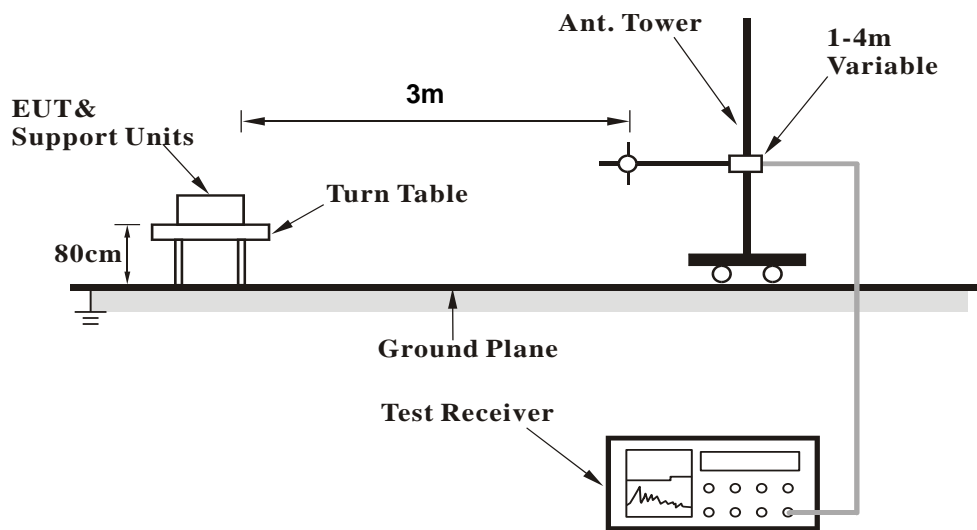 Ant. Tower
1-4m
Variable
3m
EUT&
Support Units
Turn Table
80cm
Ground Plane
Test Receiver